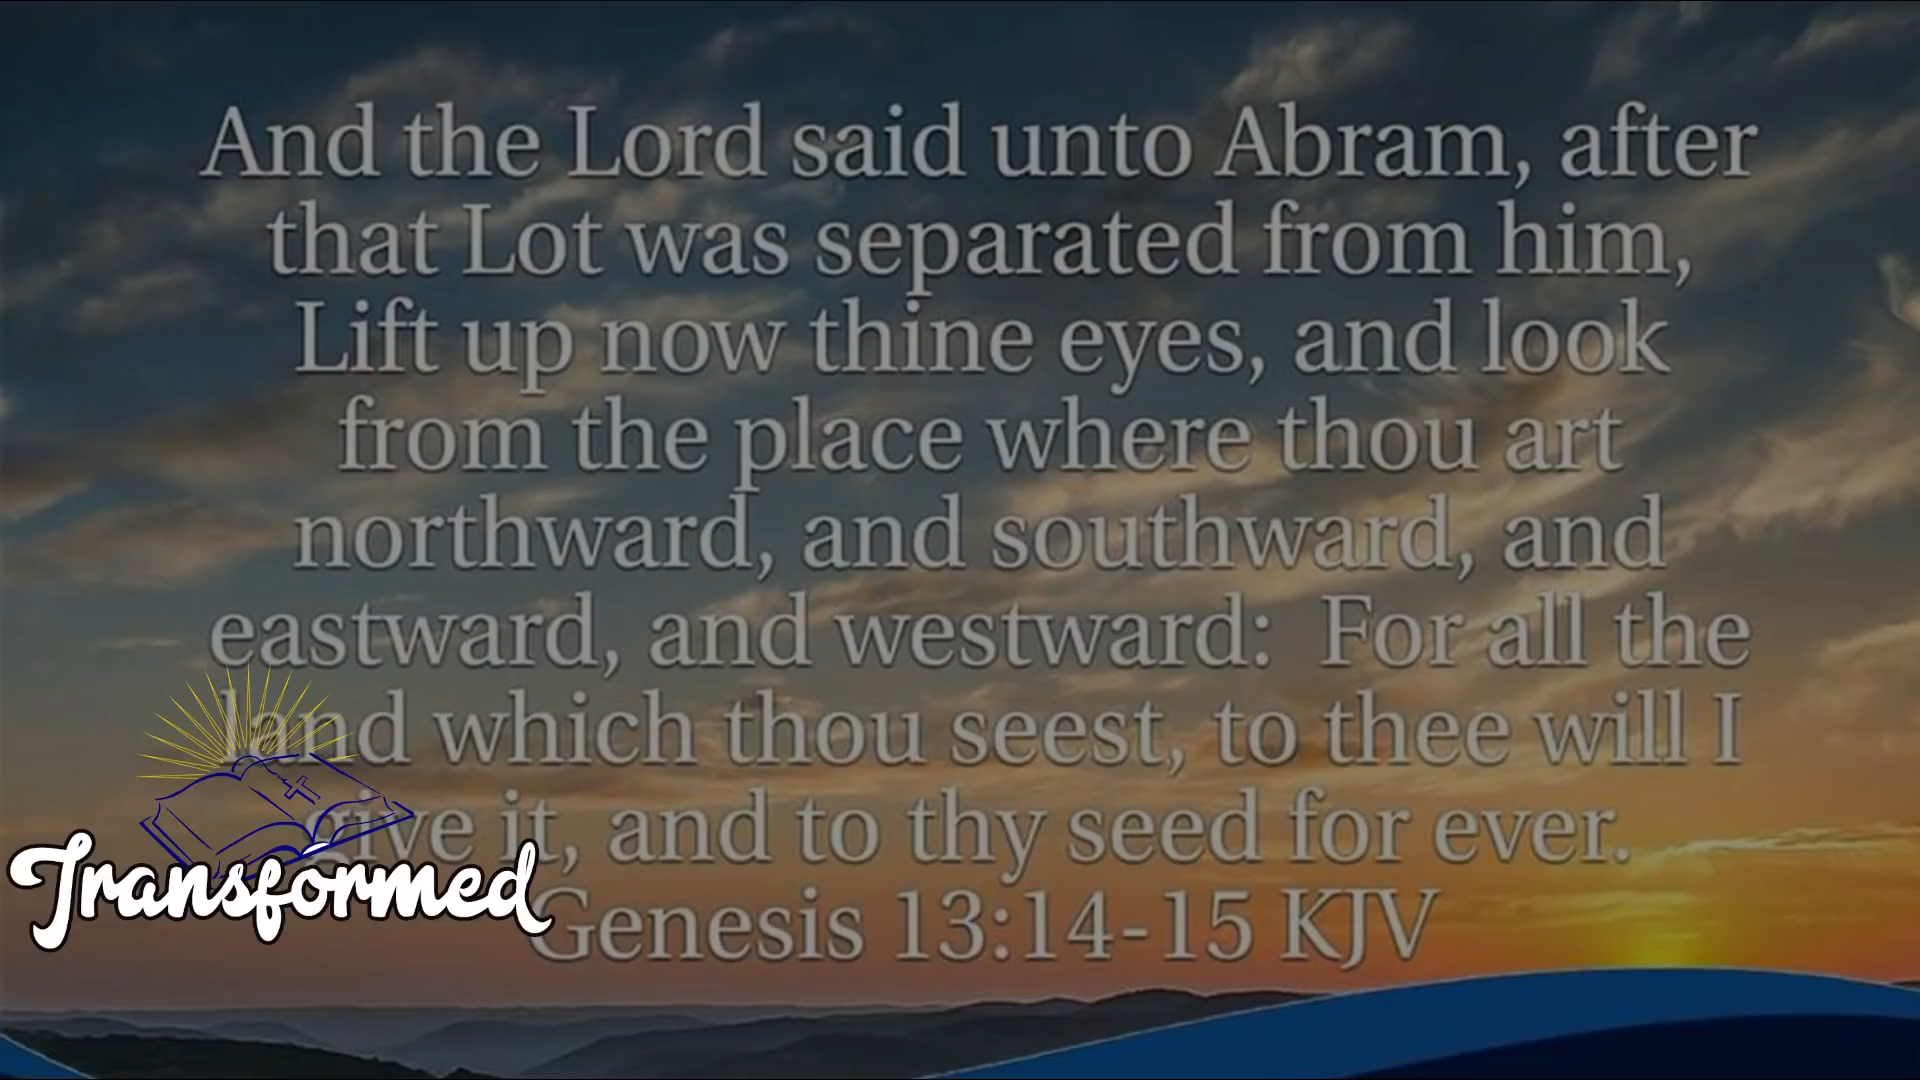 And the Lord said unto Abram, after
that Lot was separated from him,
Lift up now thine eyes, and look
from the place where thou art
northward, and southward, and
eastward, and westward: For all the
land which thou seest, to thee will I
give it, and to thy seed for ever.
Genesis 13:14-15 KJV
Transformed